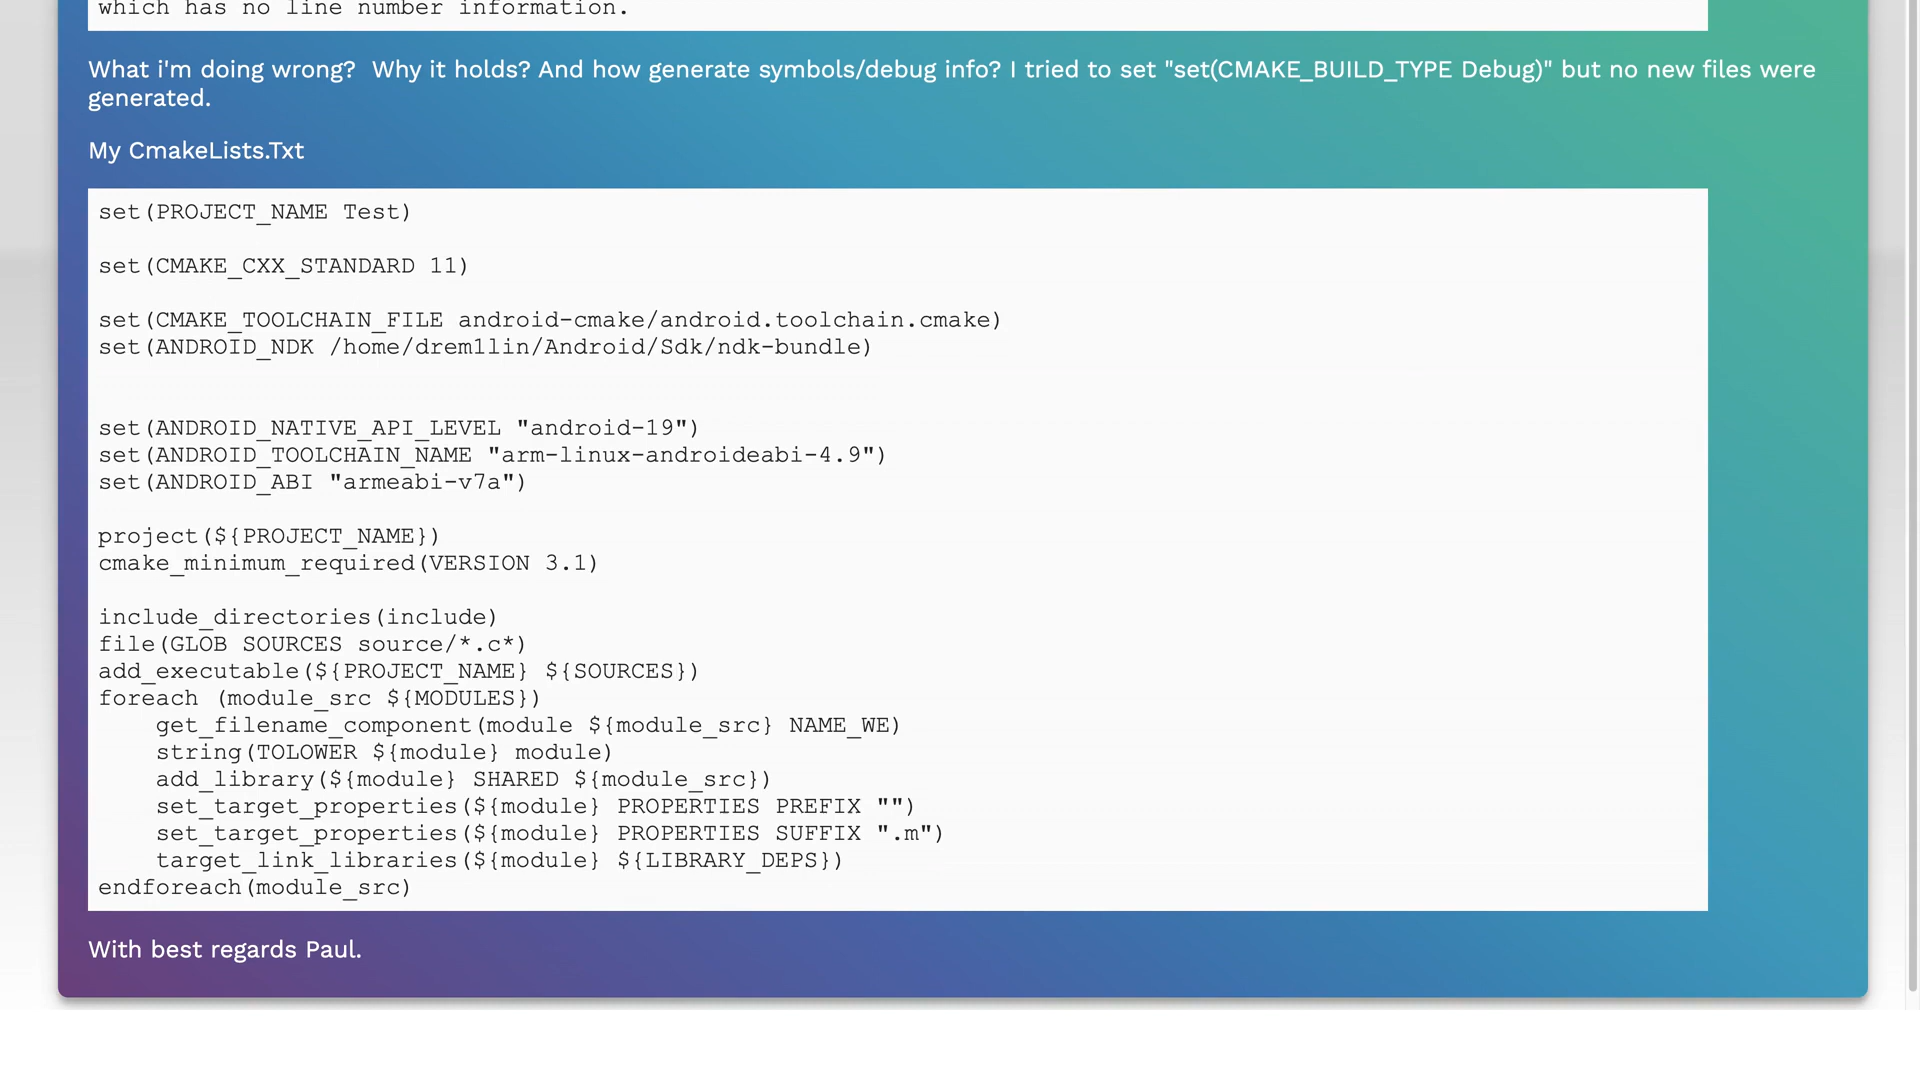 which has no line number information.
What i'm doing wrong?  Why it holds? And how generate symbols/debug info? I tried to set "set(CMAKE_BUILD_TYPE Debug)" but no new files were
generated.
My CmakeLists.Txt
set(PROJECT_NAME Test)
set(CMAKE_CXX_STANDARD 11)
set(CMAKE_TOOLCHAIN_FILE android-cmake/android.toolchain.cmake)
set(ANDROID_NDK /home/drem1lin/Android/Sdk/ndk-bundle)
set(ANDROID_NATIVE_API_LEVEL "android-19")
set(ANDROID_TOOLCHAIN_NAME "arm-linux-androideabi-4.9")
set(ANDROID_ABI "armeabi-v7a")
project(${PROJECT_NAME})
cmake_minimum_required(VERSION 3.1)
include_directories(include)
file(GLOB SOURCES source/*.c*)
add_executable(${PROJECT_NAME} ${SOURCES})
foreach (module_src ${MODULES})
    get_filename_component(module ${module_src} NAME_WE)
    string(TOLOWER ${module} module)
    add_library(${module} SHARED ${module_src})
    set_target_properties(${module} PROPERTIES PREFIX "")
    set_target_properties(${module} PROPERTIES SUFFIX ".m")
    target_link_libraries(${module} ${LIBRARY_DEPS})
endforeach(module_src)
With best regards Paul.